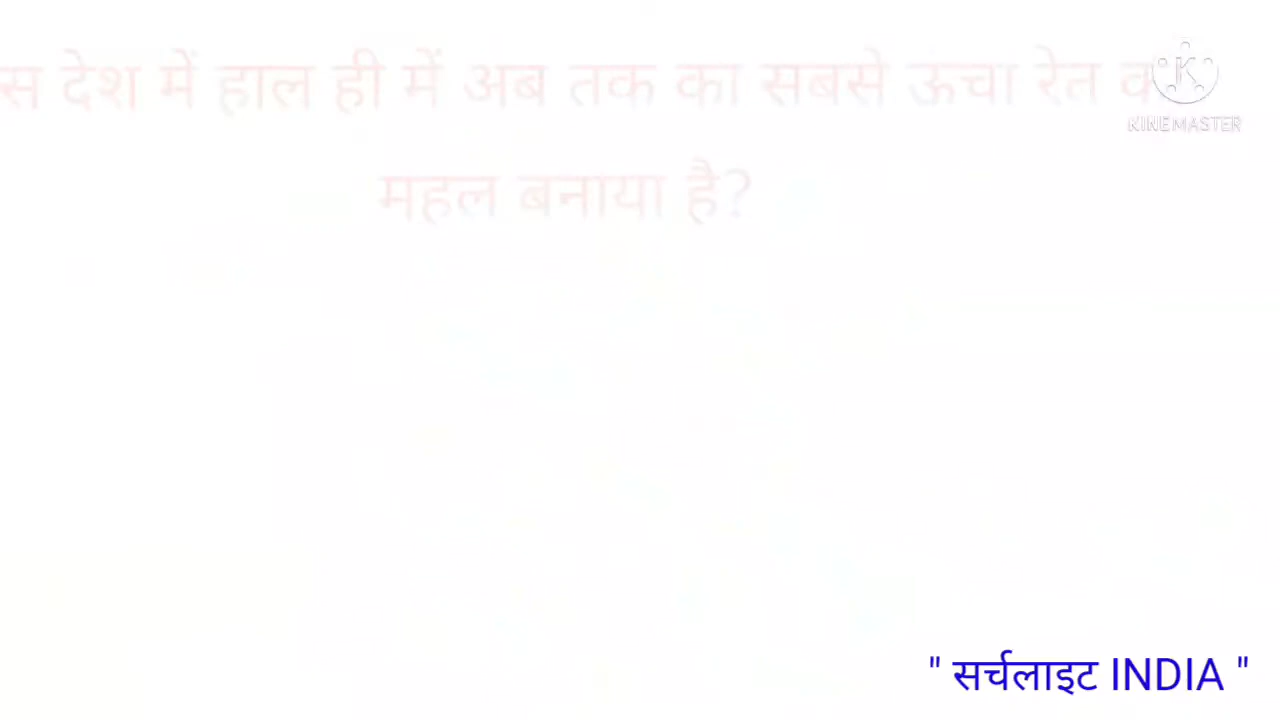 स देश में हाल ही में अब तक का सबसे ऊचा रेत क
KINEMASTER
महल बनाया है?
" सर्चलाइट INDIA "